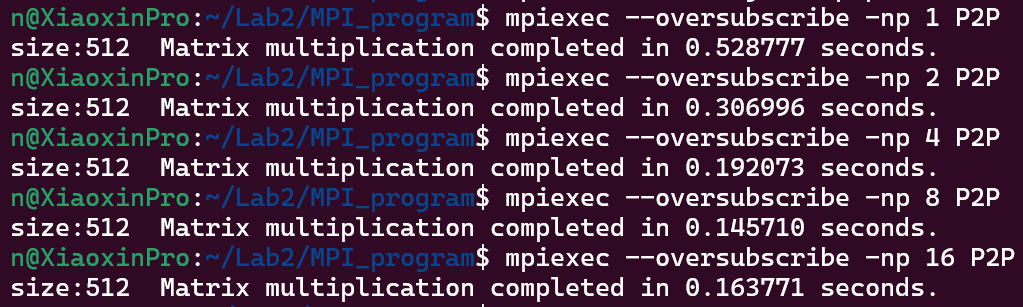 n@XiaoxinPro:~/Lab2/MPI_program$ mpiexec --oversubscribe -np 1 P2P
size:512  Matrix multiplication completed in 0.528777 seconds.
n@XiaoxinPro:~/Lab2/MPI_program$ mpiexec --oversubscribe -np 2 P2P
size:512  Matrix multiplication completed in 0.306996 seconds.
n@XiaoxinPro:~/Lab2/MPI_program$ mpiexec --oversubscribe -np 4 P2P
size:512  Matrix multiplication completed in 0.192073 seconds.
n@XiaoxinPro:~/Lab2/MPI_program$ mpiexec --oversubscribe -np 8 P2P
size:512  Matrix multiplication completed in 0.145710 seconds.
n@XiaoxinPro:~/Lab2/MPI_program$ mpiexec --oversubscribe -np 16 P2P
size:512  Matrix multiplication completed in 0.163771 seconds.